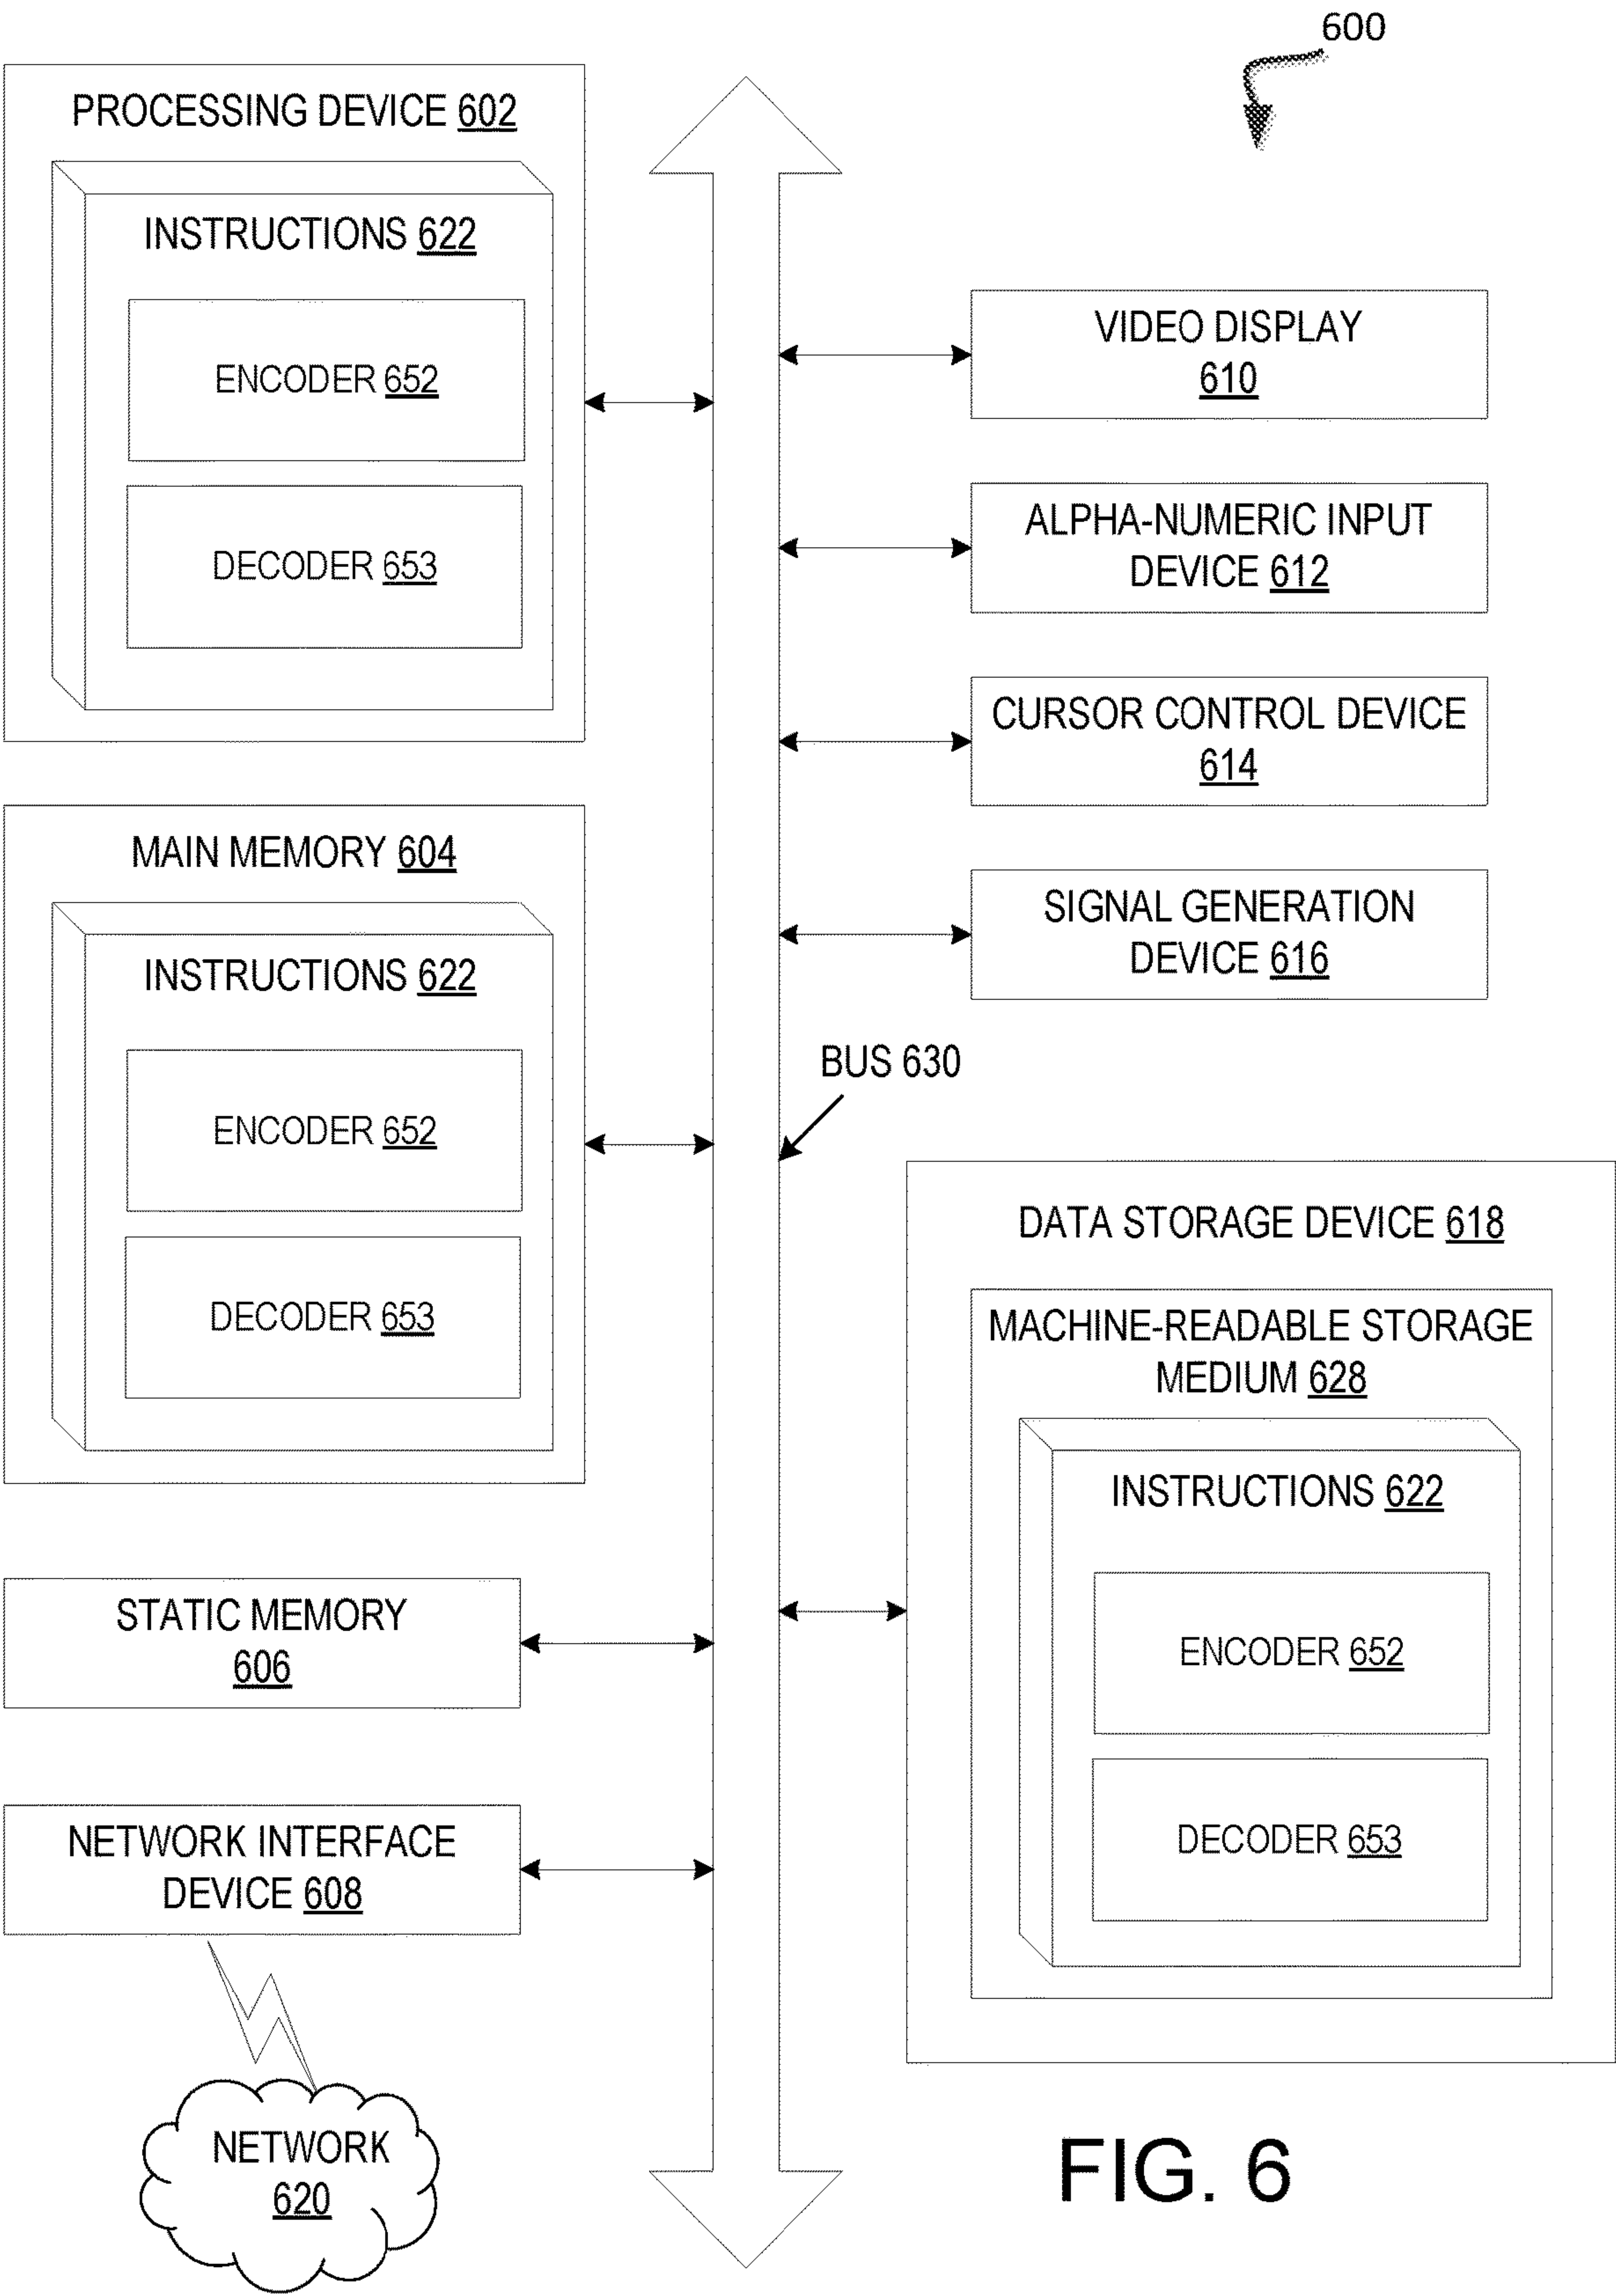 600
PROCESSING DEVICE 602
INSTRUCTIONS 622
ENCODER 652
DECODER 653
MAIN MEMORY 604
INSTRUCTIONS 622
ENCODER 652
DECODER 653
STATIC MEMORY
606
NETWORK INTERFACE
DEVICE 608
NETWORK
620
VIDEO DISPLAY
610
ALPHA-NUMERIC INPUT
DEVICE 612
CURSOR CONTROL DEVICE
614
SIGNAL GENERATION
DEVICE 616
BUS 630
DATA STORAGE DEVICE 618
MACHINE-READABLE STORAGE
MEDIUM 628
INSTRUCTIONS 622
ENCODER 652
DECODER 653
FIG. 6